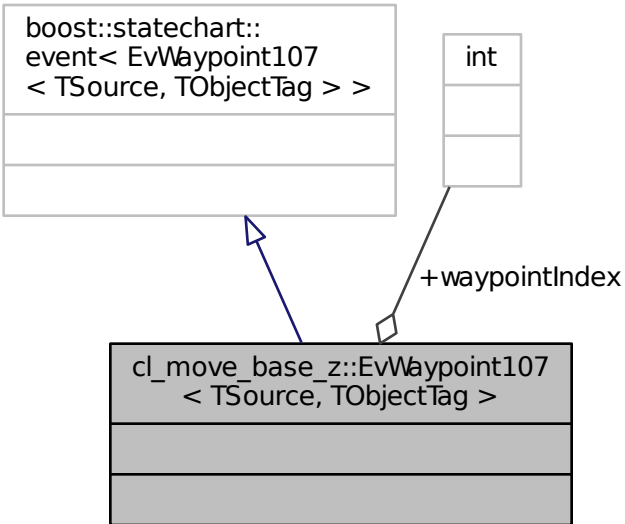 boost::statechart::
event< EvWaypoint107
< TSource, TObjectTag > >
int
+waypointIndex
cl_move_base_z::EvWaypoint107
< TSource, TObjectTag >